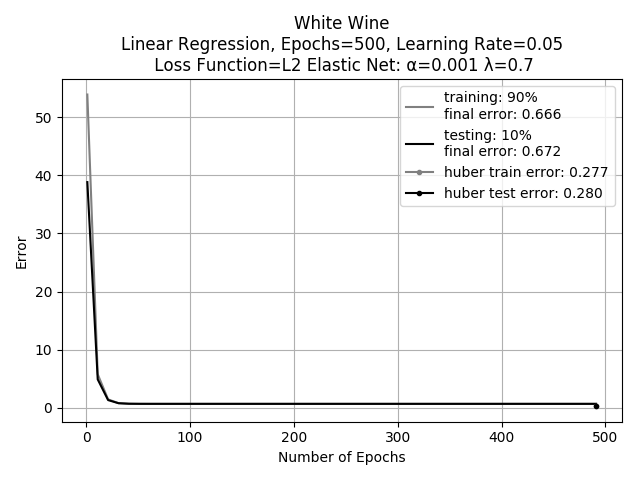 White Wine
Linear Regression, Epochs=500, Learning Rate=0.05
Loss Function=L2 Elastic Net: α=0.001 λ=0.7
training: 90%
final error: 0.666
testing: 10%
final error: 0.672
huber train error: 0.277
huber test error: 0.280
Error
50
40
30
20
10
0
0 100 200 300 400 500
Number of Epochs